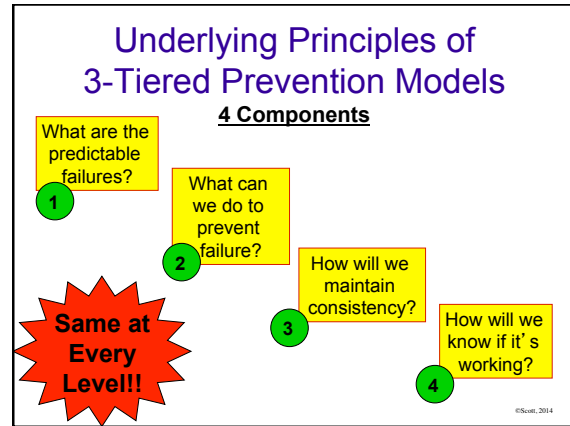 Underlying Principles of
3-Tiered Prevention Models
4 Components
What are the
predictable
failures?
1
What can
we do to
prevent
failure?
2
How will we
maintain
consistency?
3
How will we
know if it's
working?
4
Same at
Every
Level!!
©Scott, 2014